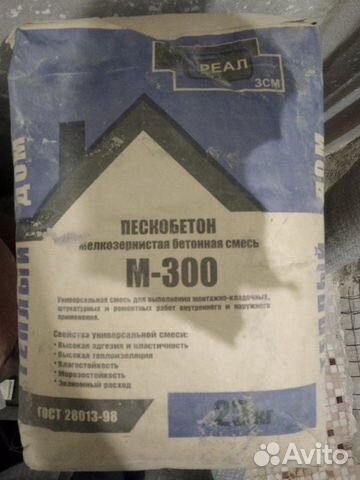 РЕАЛ
ЗСМ
ТЕПЛЫЙ ДОМ
ПЕСКОБЕТОН
мелкозернистая бетонная смесь
М-300
Универсальная смесь для выполнения монтажно-кладочных,
штукатурных и ремонтных работ внутреннего и наружного
применения.
Свойства универсальной смеси:
• Высокая адгезия и пластичность
• Высокая теплоизоляция
• Влагостойкость
• Морозостойкость
• Экономный расход
ГОСТ 28013-98
25 кг
ДОМ
Avito